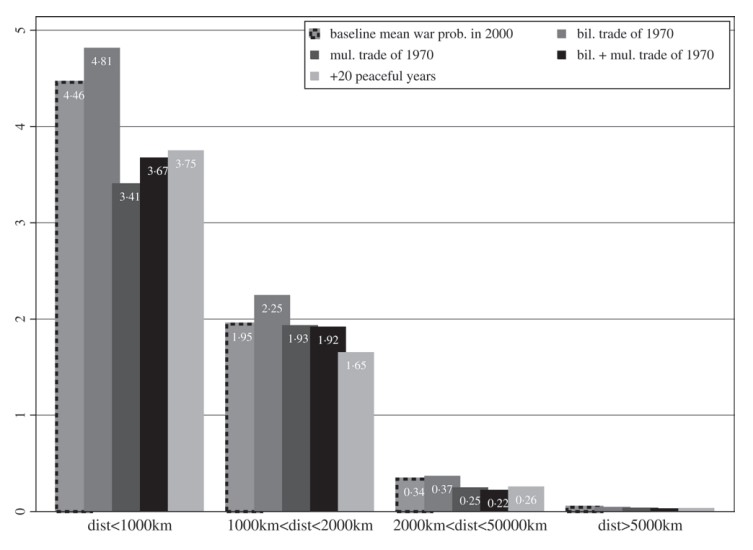 baseline mean war prob. in 2000
bil. trade of 1970
mul. trade of 1970
bil. + mul. trade of 1970
+20 peaceful years
5
4
3
2
1
0
4·46
4·81
3·41
3·67
3·75
1·95
2·25
1·93
1·92
1·65
0·34
0·37
0·25
0·22
0·26
dist<1000km
1000km<dist<2000km
2000km<dist<50000km
dist>5000km